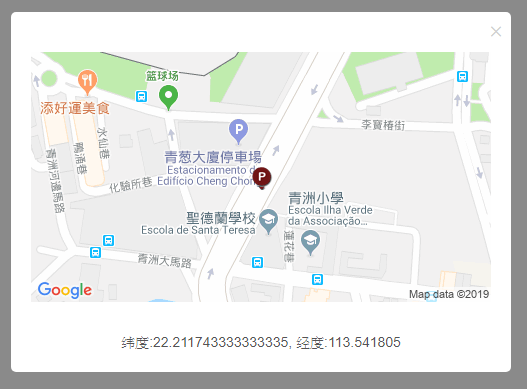 篮球场
添好運美食
水仙巷
鴨涌巷
青洲河邊馬路
化驗所巷
P
青葱大廈停車場
Estacionamento d
Edifício Cheng Chong
李寶椿街
P
聖德蘭學校
Escola de Santa Teresa
青洲小學
Escola Ilha Verde
da Associação...
蓮花巷
青洲大馬路
Google
Map data ©2019
纬度:22.211743333333335, 经度:113.541805